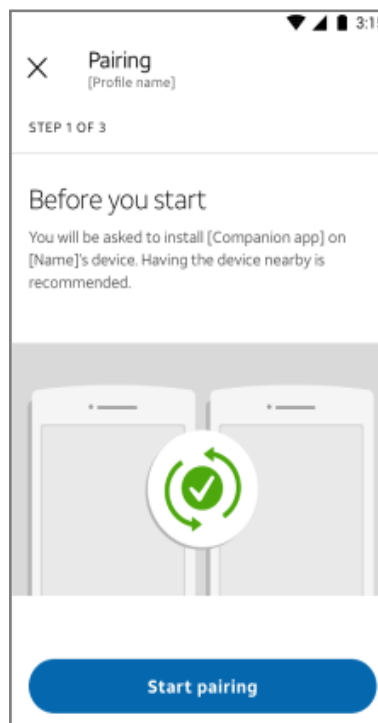 3:15
Pairing
[Profile name]
STEP 1 OF 3
Before you start
You will be asked to install [Companion app] on
[Name]'s device. Having the device nearby is
recommended.
Start pairing